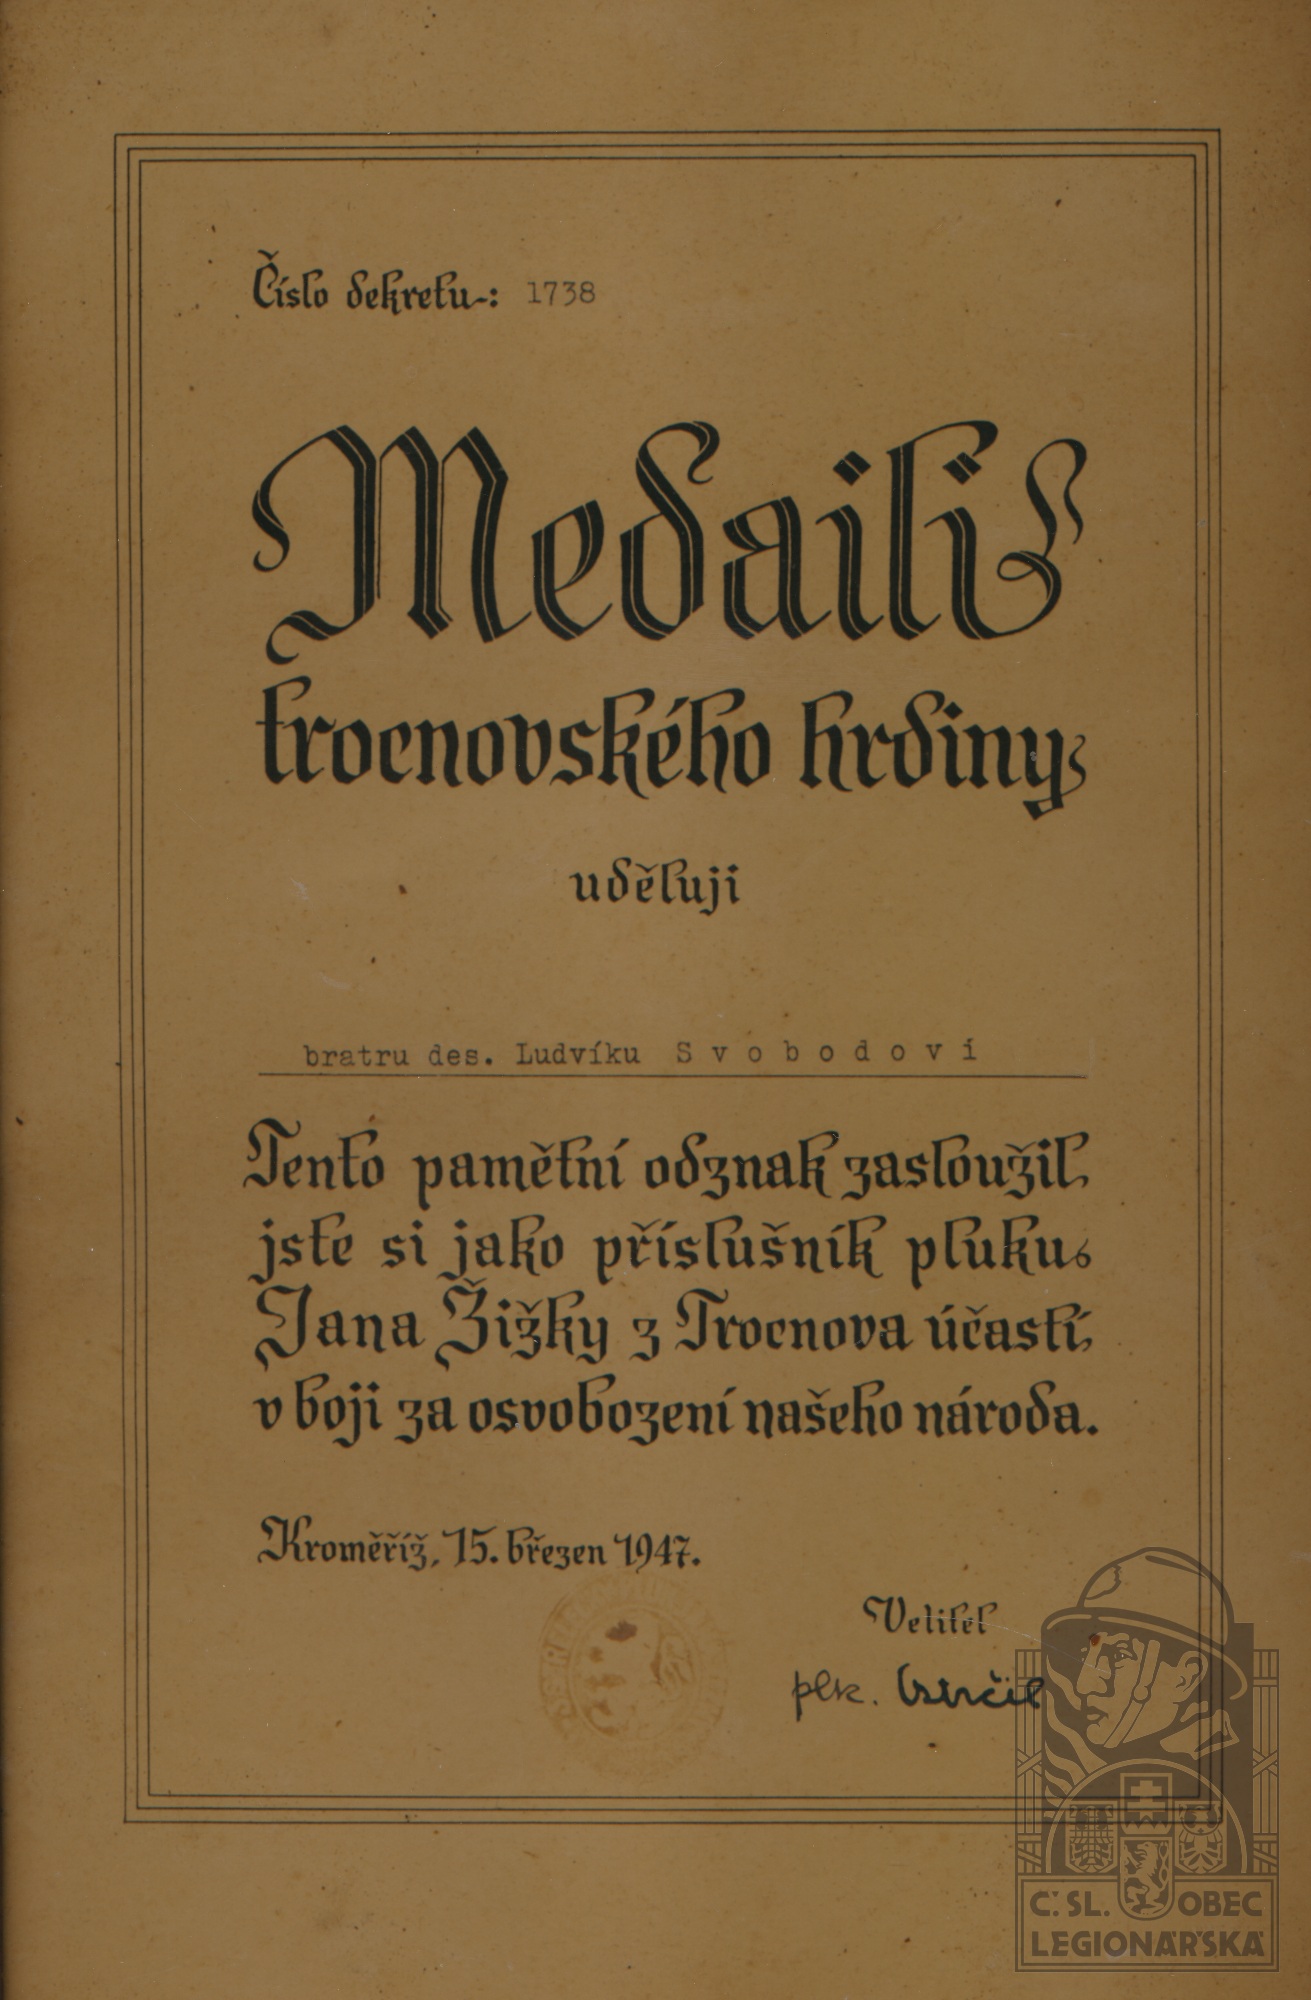 Číslo dekretu: 1738
Medaili
trocnovského hrdiny
uděluji
bratru des. Ludvíku Svobodovi
Tento pamětní odznak zasloužil
jste si jako příslušník pluku
Jana Žižky z Trocnova účastí
v boji za osvobození našeho národa.
Kroměříž, 15. březen 1947.
Velitel
plk.
Č. SL. OBEC
LEGIONÁŘSKÁ